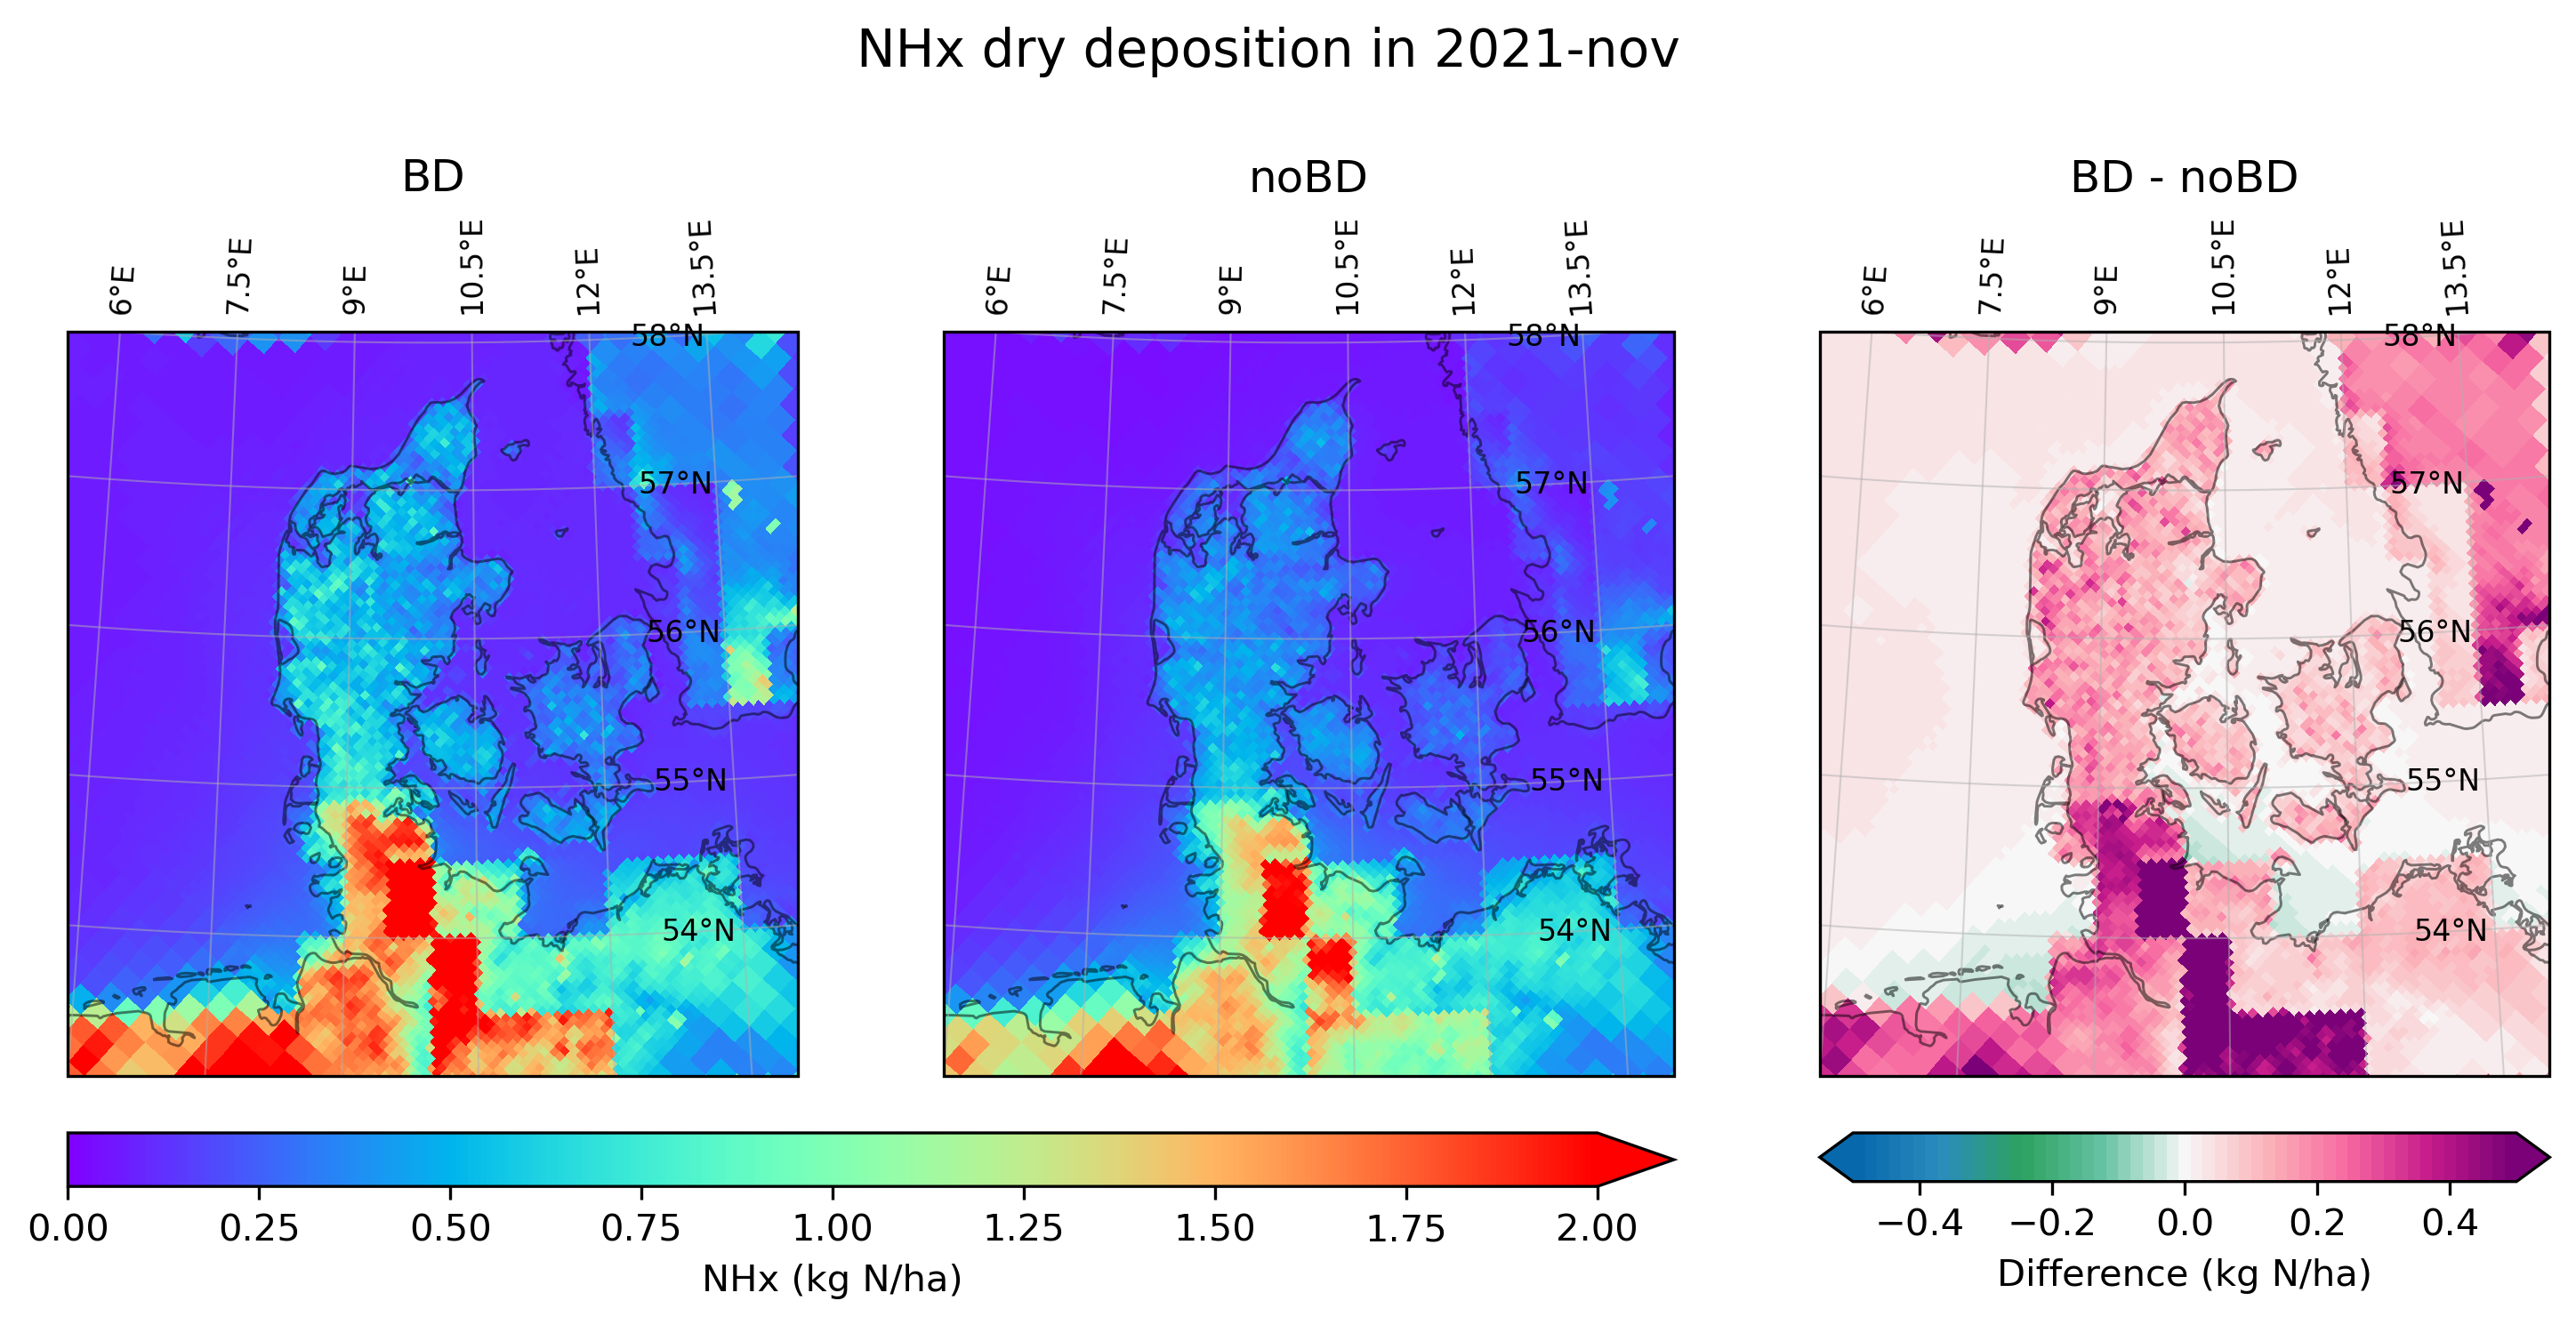 NHx dry deposition in 2021-nov
BD
noBD
BD - noBD
6°E 7.5°E 9°E 10.5°E 12°E 13.5°E
6°E 7.5°E 9°E 10.5°E 12°E 13.5°E
6°E 7.5°E 9°E 10.5°E 12°E 13.5°E
58°N 58°N 58°N
57°N 57°N 57°N
56°N 56°N 56°N
55°N 55°N 55°N
54°N 54°N 54°N
0.00 0.25 0.50 0.75 1.00 1.25 1.50 1.75 2.00
NHx (kg N/ha)
−0.4 −0.2 0.0 0.2 0.4
Difference (kg N/ha)